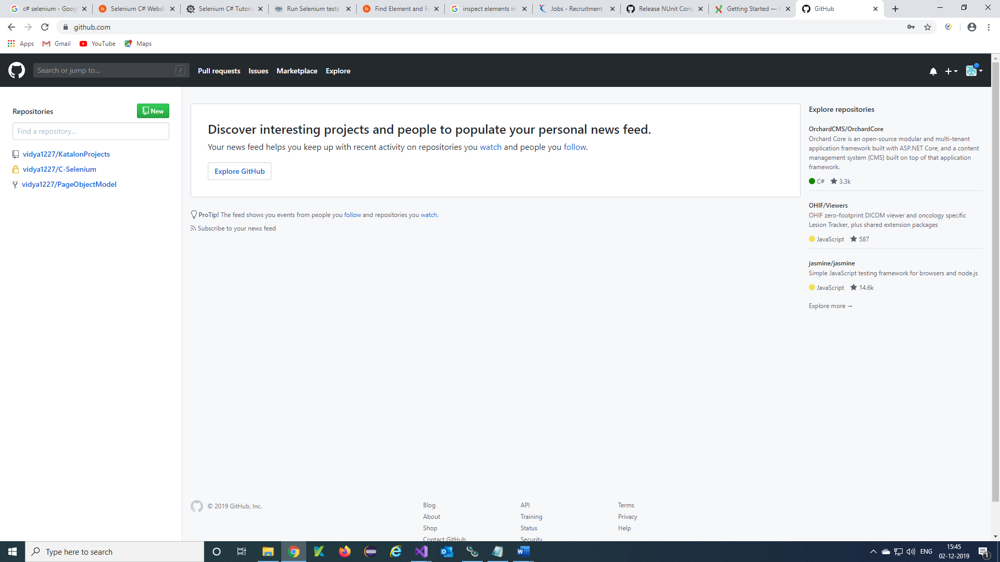 c# selenium - Goog
Selenium C# Webdr
Selenium C# Tutoria
Run Selenium tests
Find Element and Fi
inspect elements in
Jobs - Recruitment
Release NUnit Cons
Getting Started —
GitHub
github.com
Apps
Gmail
YouTube
Maps
Search or jump to...
/
Pull requests
Issues
Marketplace
Explore
Repositories
New
Find a repository...
vidya1227/KatalonProjects
vidya1227/C-Selenium
vidya1227/PageObjectModel
Discover interesting projects and people to populate your personal news feed.
Your news feed helps you keep up with recent activity on repositories you watch and people you follow.
Explore GitHub
ProTip! The feed shows you events from people you follow and repositories you watch.
Subscribe to your news feed
Explore repositories
OrchardCMS/OrchardCore
Orchard Core is an open-source modular and multi-tenant
application framework built with ASP.NET Core, and a content
management system (CMS) built on top of that application
framework.
C# 3.3k
OHIF/Viewers
OHIF zero-footprint DICOM viewer and oncology specific
Lesion Tracker, plus shared extension packages
JavaScript 587
jasmine/jasmine
Simple JavaScript testing framework for browsers and node.js
JavaScript 14.6k
Explore more →
© 2019 GitHub, Inc.
Blog
About
Shop
Contact GitHub
API
Training
Status
Security
Terms
Privacy
Help
Type here to search
ENG
15:45
02-12-2019
1